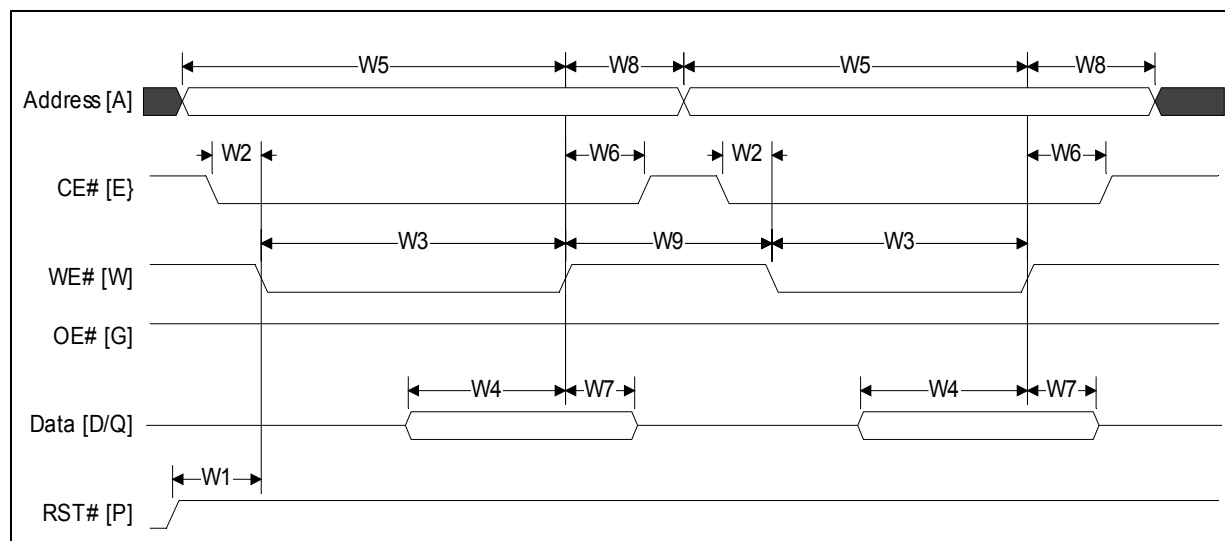 W5 W8 W5 W8
Address [A]
W2 W6 W2 W6
CE# [E}
W3 W9 W3
WE# [W]
OE# [G]
W4 W7 W4 W7
Data [D/Q]
W1
RST# [P]